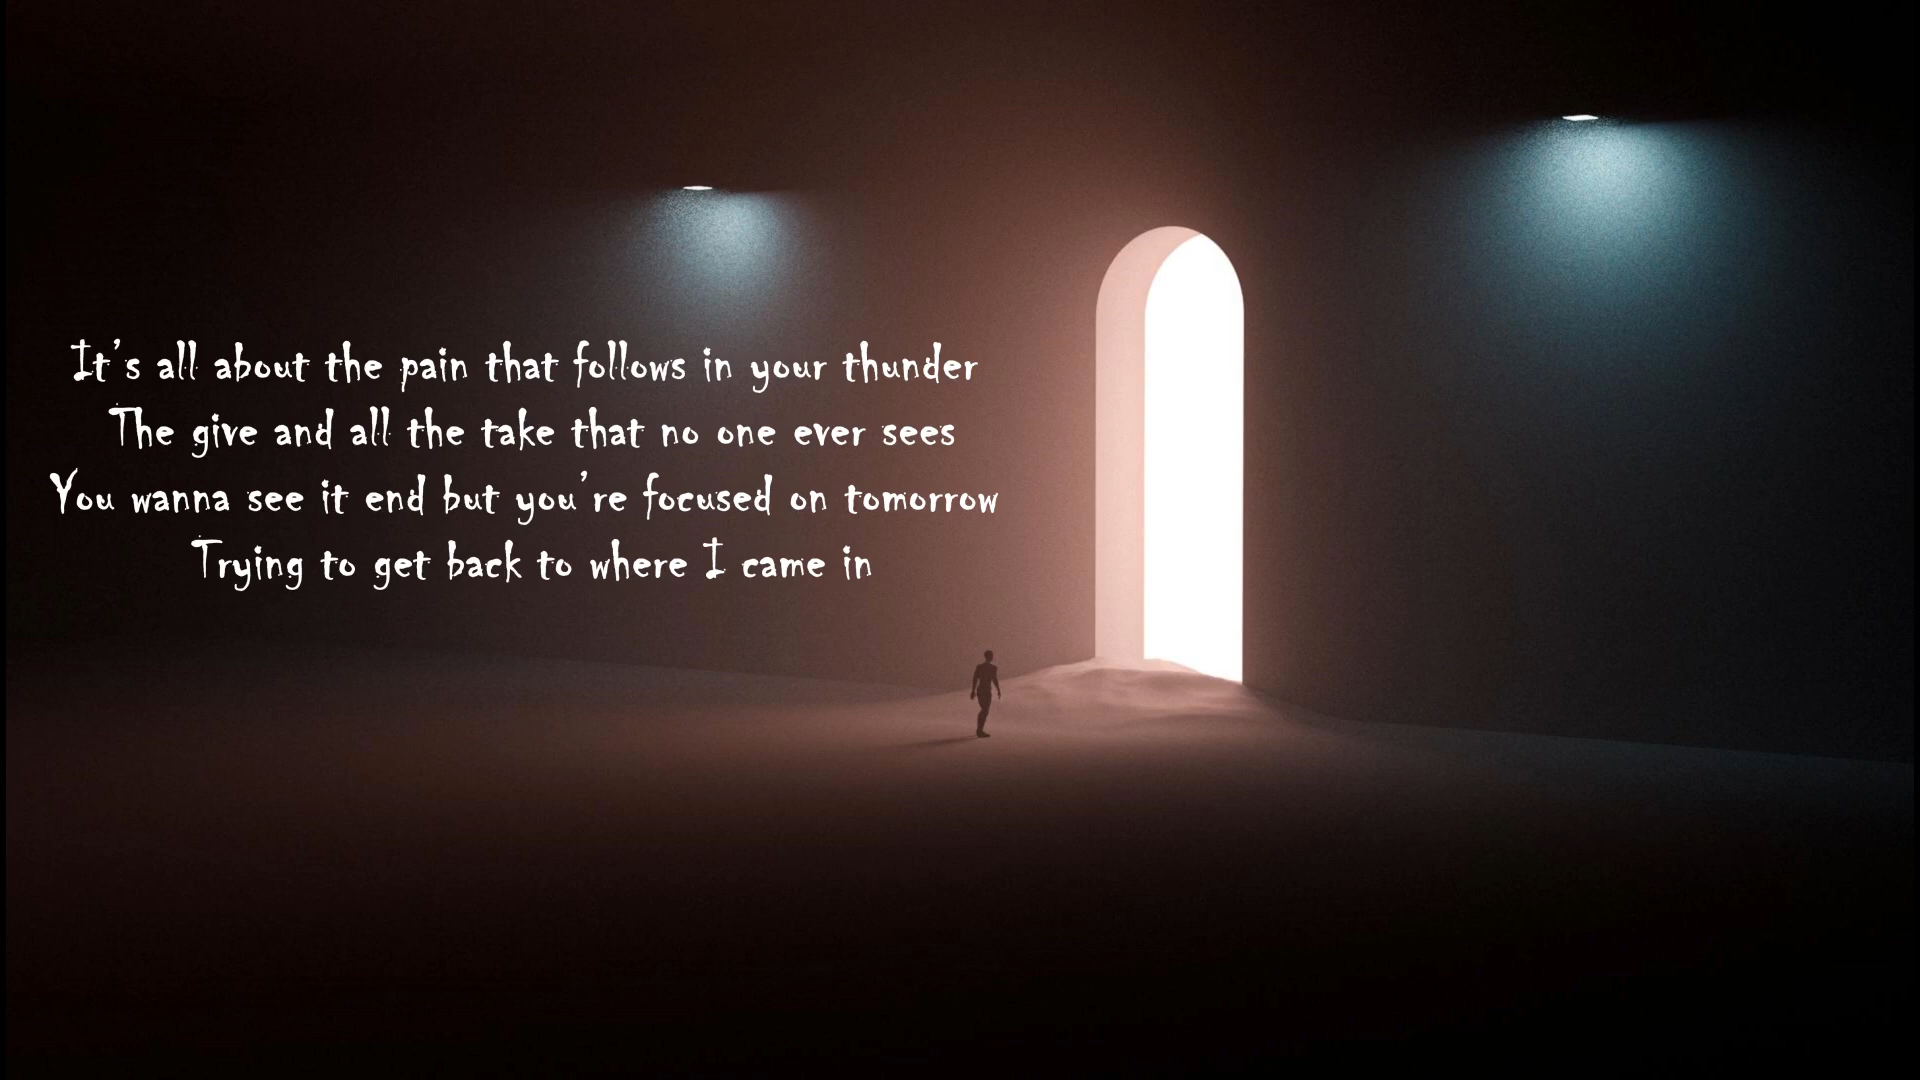 It's all about the pain that follows in your thunder
The give and all the take that no one ever sees
You wanna see it end but you're focused on tomorrow
Trying to get back to where I came in